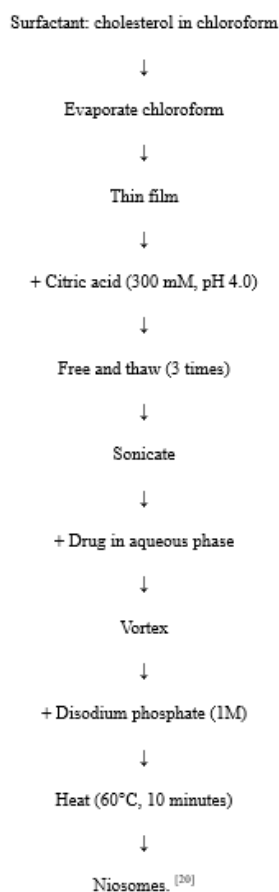 Surfactant: cholesterol in chloroform
↓
Evaporate chloroform
↓
Thin film
↓
+ Citric acid (300 mM, pH 4.0)
↓
Free and thaw (3 times)
↓
Sonicate
↓
+ Drug in aqueous phase
↓
Vortex
↓
+ Disodium phosphate (1M)
↓
Heat (60°C, 10 minutes)
↓
Niosomes. [20]